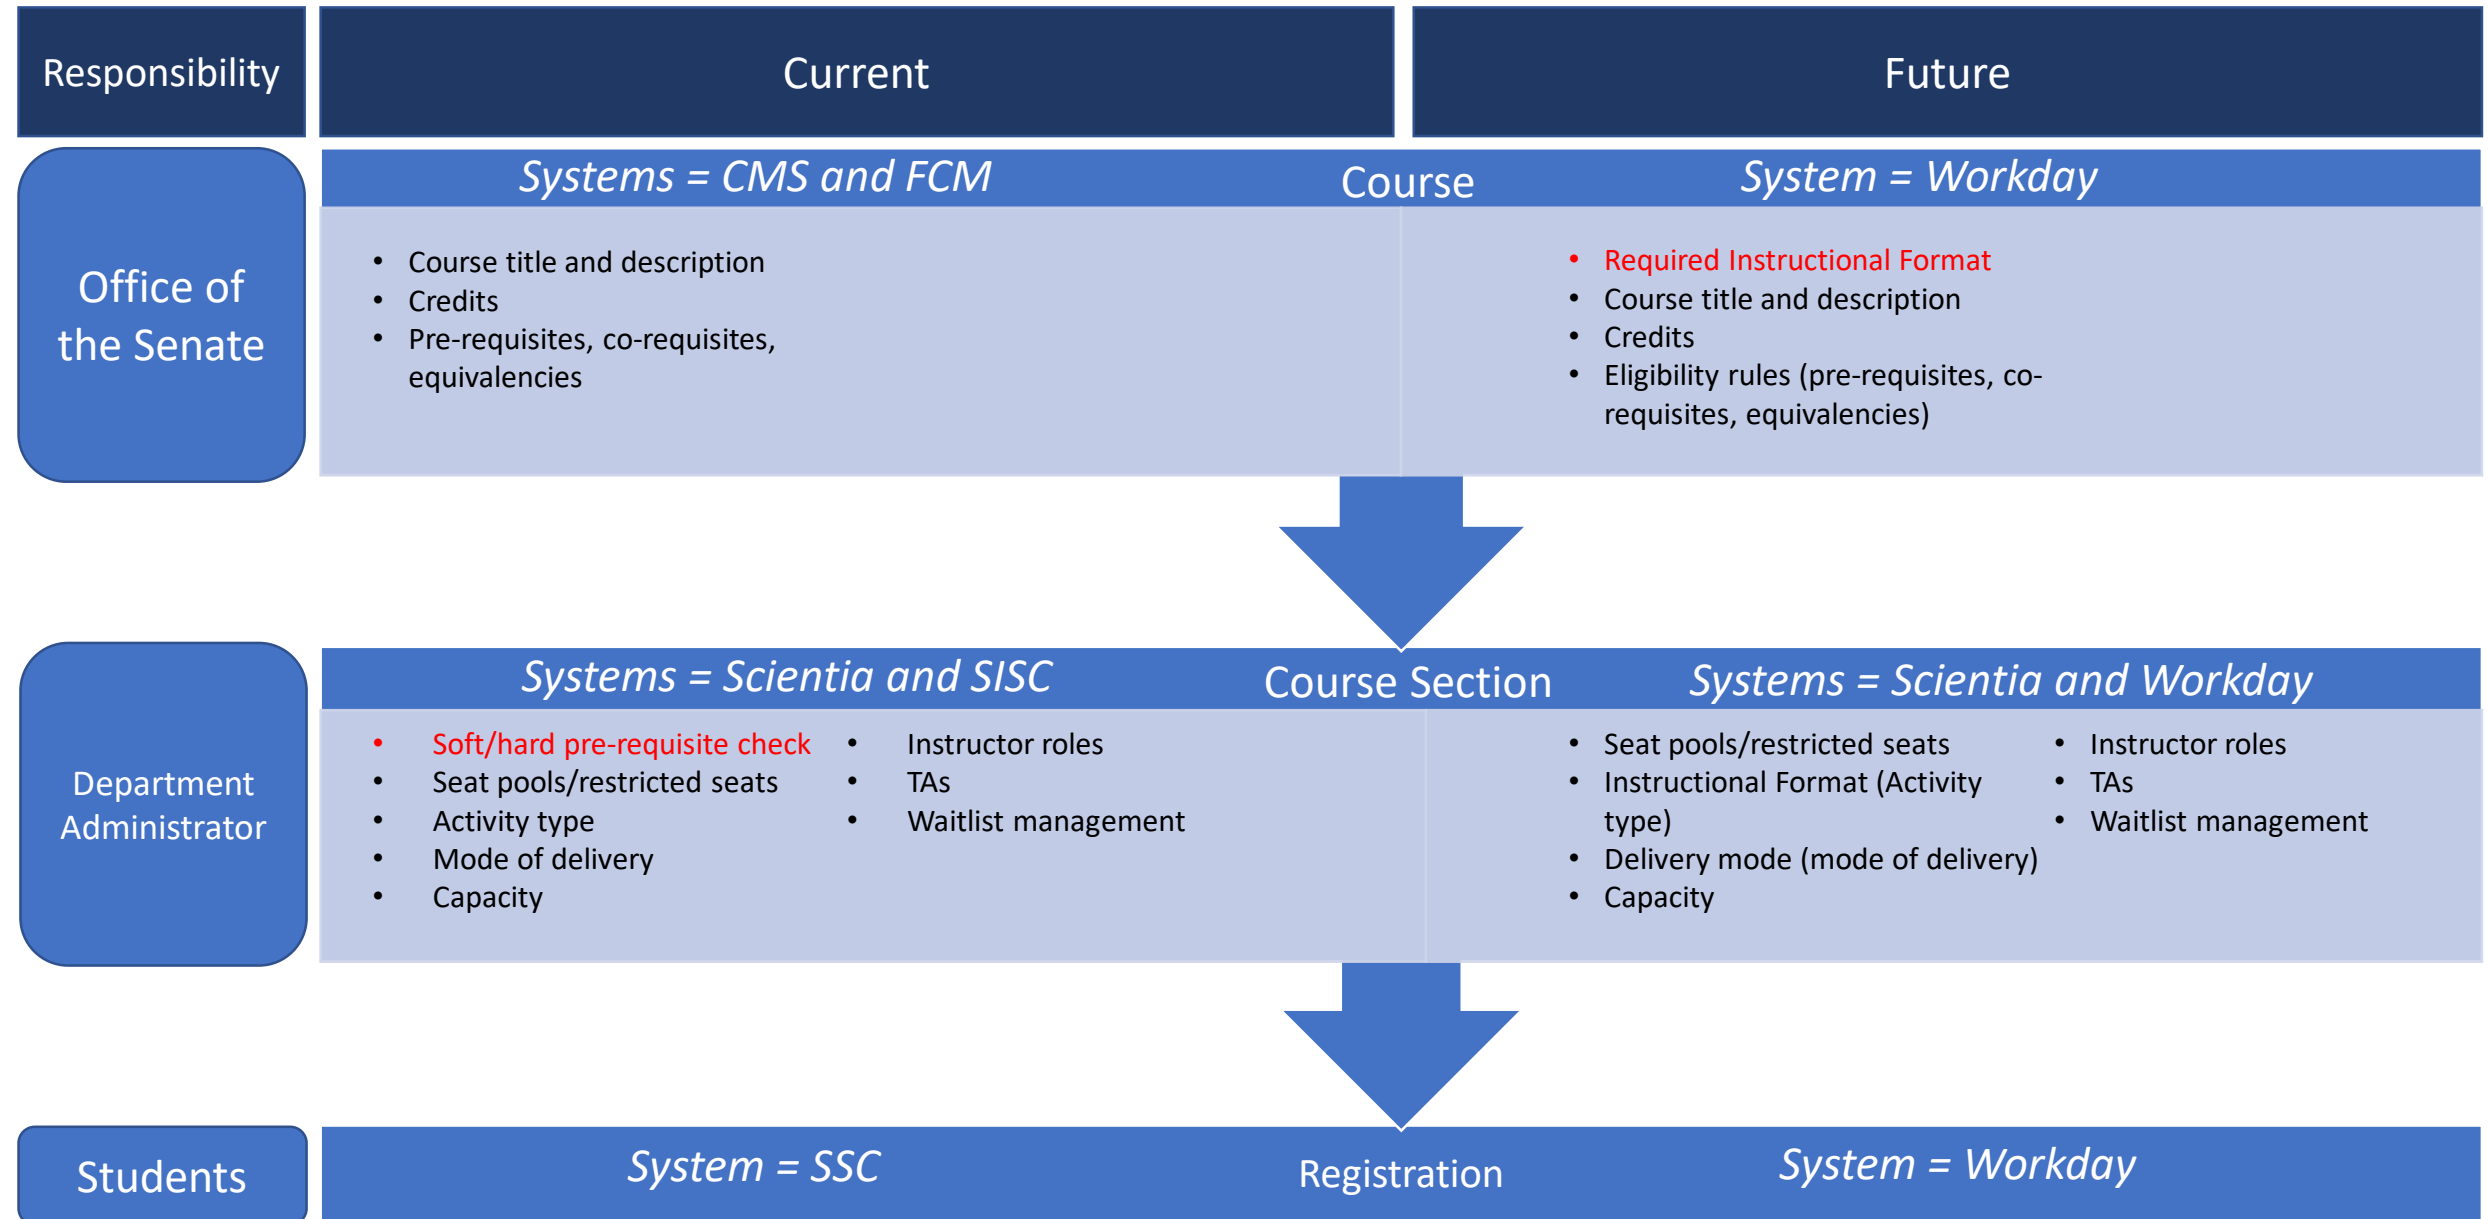 Responsibility
Current
Future
Office of
the Senate
Systems = CMS and FCM
Course
System = Workday
• Course title and description
• Credits
• Pre-requisites, co-requisites,
equivalencies
• Required Instructional Format
• Course title and description
• Credits
• Eligibility rules (pre-requisites, co-
requisites, equivalencies)
Department
Administrator
Systems = Scientia and SISC
Course Section
Systems = Scientia and Workday
• Soft/hard pre-requisite check
• Seat pools/restricted seats
• Activity type
• Mode of delivery
• Capacity
• Instructor roles
• TAs
• Waitlist management
• Seat pools/restricted seats
• Instructional Format (Activity
type)
• Delivery mode (mode of delivery)
• Capacity
• Instructor roles
• TAs
• Waitlist management
Students
System = SSC
Registration
System = Workday